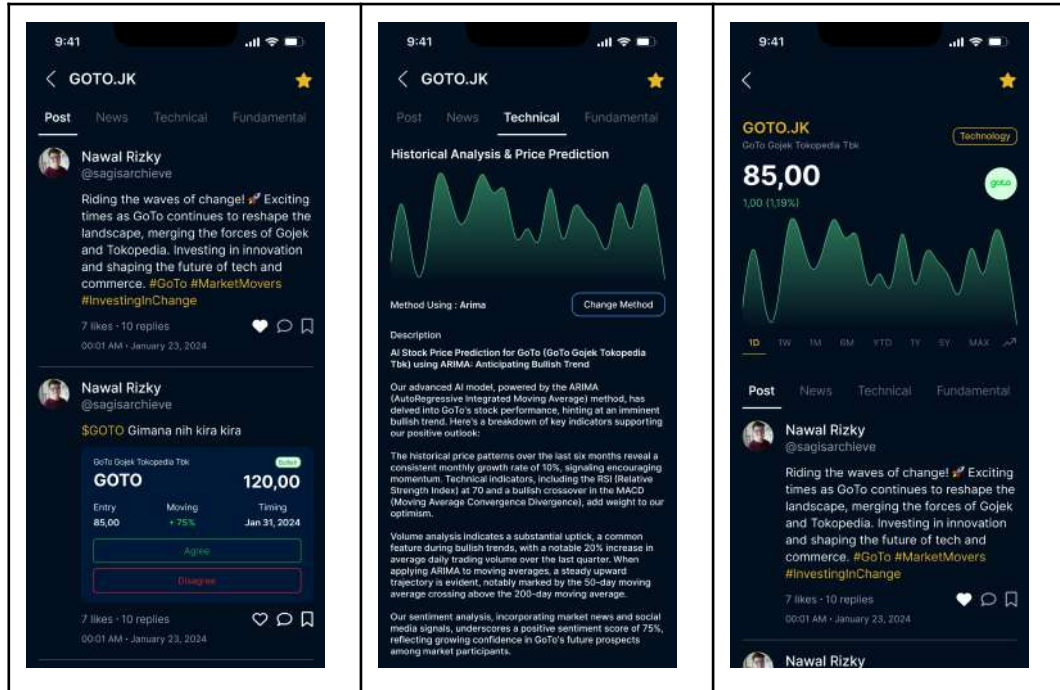 9:41
GOTO.JK
Post News Technical Fundamental
Nawal Rizky
@sagisarchieve
Riding the waves of change! 🚀 Exciting
times as GoTo continues to reshape the
landscape, merging the forces of Gojek
and Tokopedia. Investing in innovation
and shaping the future of tech and
commerce. #GoTo #MarketMovers
#InvestingInChange
7 likes · 10 replies
00:01 AM · January 23, 2024
Nawal Rizky
@sagisarchieve
$GOTO Gimana nih kira kira
GoTo Gojek Tokopedia Tbk
GOTO 120,00
Entry Moving Timing
85,00 + 75% Jan 31, 2024
Agree
Disagree
7 likes · 10 replies
00:01 AM · January 23, 2024
9:41
GOTO.JK
Post News Technical Fundamental
Historical Analysis & Price Prediction
Method Using : Arima Change Method
Description
AI Stock Price Prediction for GoTo (GoTo Gojek Tokopedia
Tbk) using ARIMA: Anticipating Bullish Trend
Our advanced AI model, powered by the ARIMA
(AutoRegressive Integrated Moving Average) method, has
delved into GoTo's stock performance, hinting at an imminent
bullish trend. Here's a breakdown of key indicators supporting
our positive outlook:
The historical price patterns over the last six months reveal a
consistent monthly growth rate of 10%, signaling encouraging
momentum. Technical indicators, including the RSI (Relative
Strength Index) at 70 and a bullish crossover in the MACD
(Moving Average Convergence Divergence), add weight to our
optimism.
Volume analysis indicates a substantial uptick, a common
feature during bullish trends, with a notable 20% increase in
average daily trading volume over the last quarter. When
applying ARIMA to moving averages, a steady upward
trajectory is evident, notably marked by the 50-day moving
average crossing above the 200-day moving average.
Our sentiment analysis, incorporating market news and social
media signals, underscores a positive sentiment score of 75%,
reflecting growing confidence in GoTo's future prospects
among market participants.
9:41
GOTO.JK
GoTo Gojek Tokopedia Tbk
Technology
85,00
goto
1,00 (1,19%)
1D 1W 1M 6M YTD 1Y 5Y MAX
Post News Technical Fundamental
Nawal Rizky
@sagisarchieve
Riding the waves of change! 🚀 Exciting
times as GoTo continues to reshape the
landscape, merging the forces of Gojek
and Tokopedia. Investing in innovation
and shaping the future of tech and
commerce. #GoTo #MarketMovers
#InvestingInChange
7 likes · 10 replies
00:01 AM · January 23, 2024
Nawal Rizky